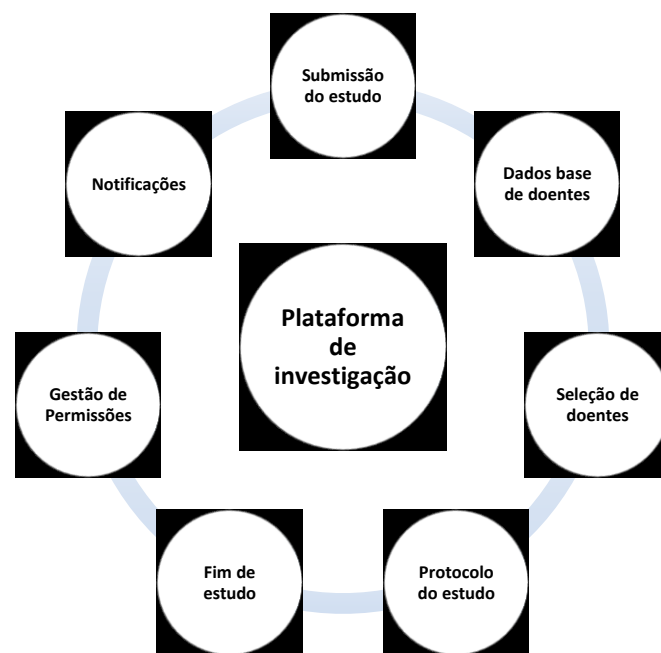 Submissão
do estudo
Dados base
de doentes
Seleção de
doentes
Protocolo
do estudo
Fim de
estudo
Gestão de
Permissões
Notificações
Plataforma
de
investigação